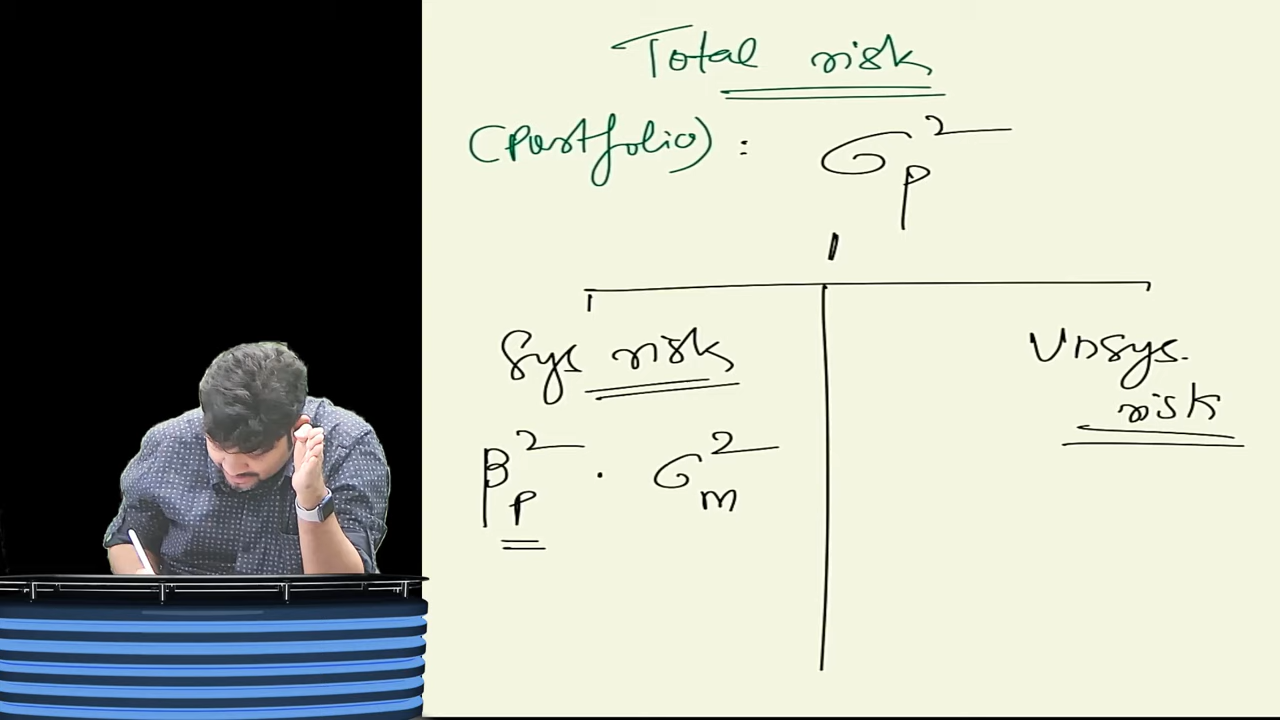 Total risk
(Portfolio) : σp²
Sys risk
Unsys.
risk
βp² . σm²